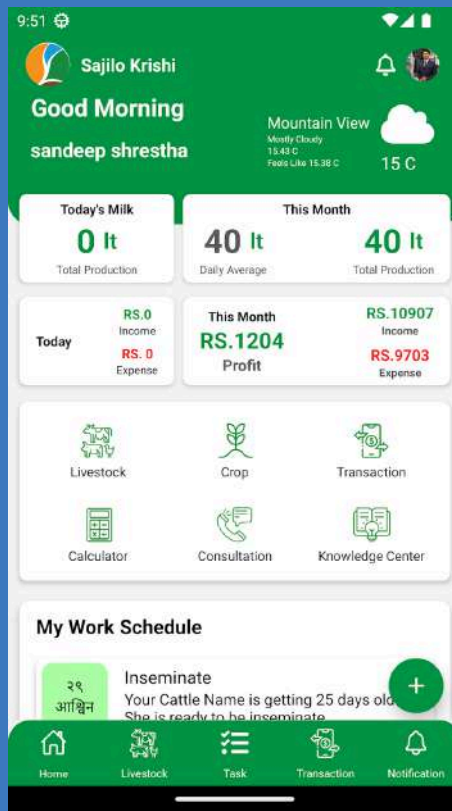 9:51
Sajilo Krishi
Good Morning
sandeep shrestha
Mountain View
Mostly Cloudy
15.43 C
Feels Like 15.38 C
15 C
Today's Milk
0 lt
Total Production
This Month
40 lt
Daily Average
40 lt
Total Production
Today
RS.0
Income
RS. 0
Expense
This Month
RS.1204
Profit
RS.10907
Income
RS.9703
Expense
Livestock
Crop
Transaction
Calculator
Consultation
Knowledge Center
My Work Schedule
२९
आश्विन
Inseminate
Your Cattle Name is getting 25 days old
She is ready to be inseminate
+
Home
Livestock
Task
Transaction
Notification